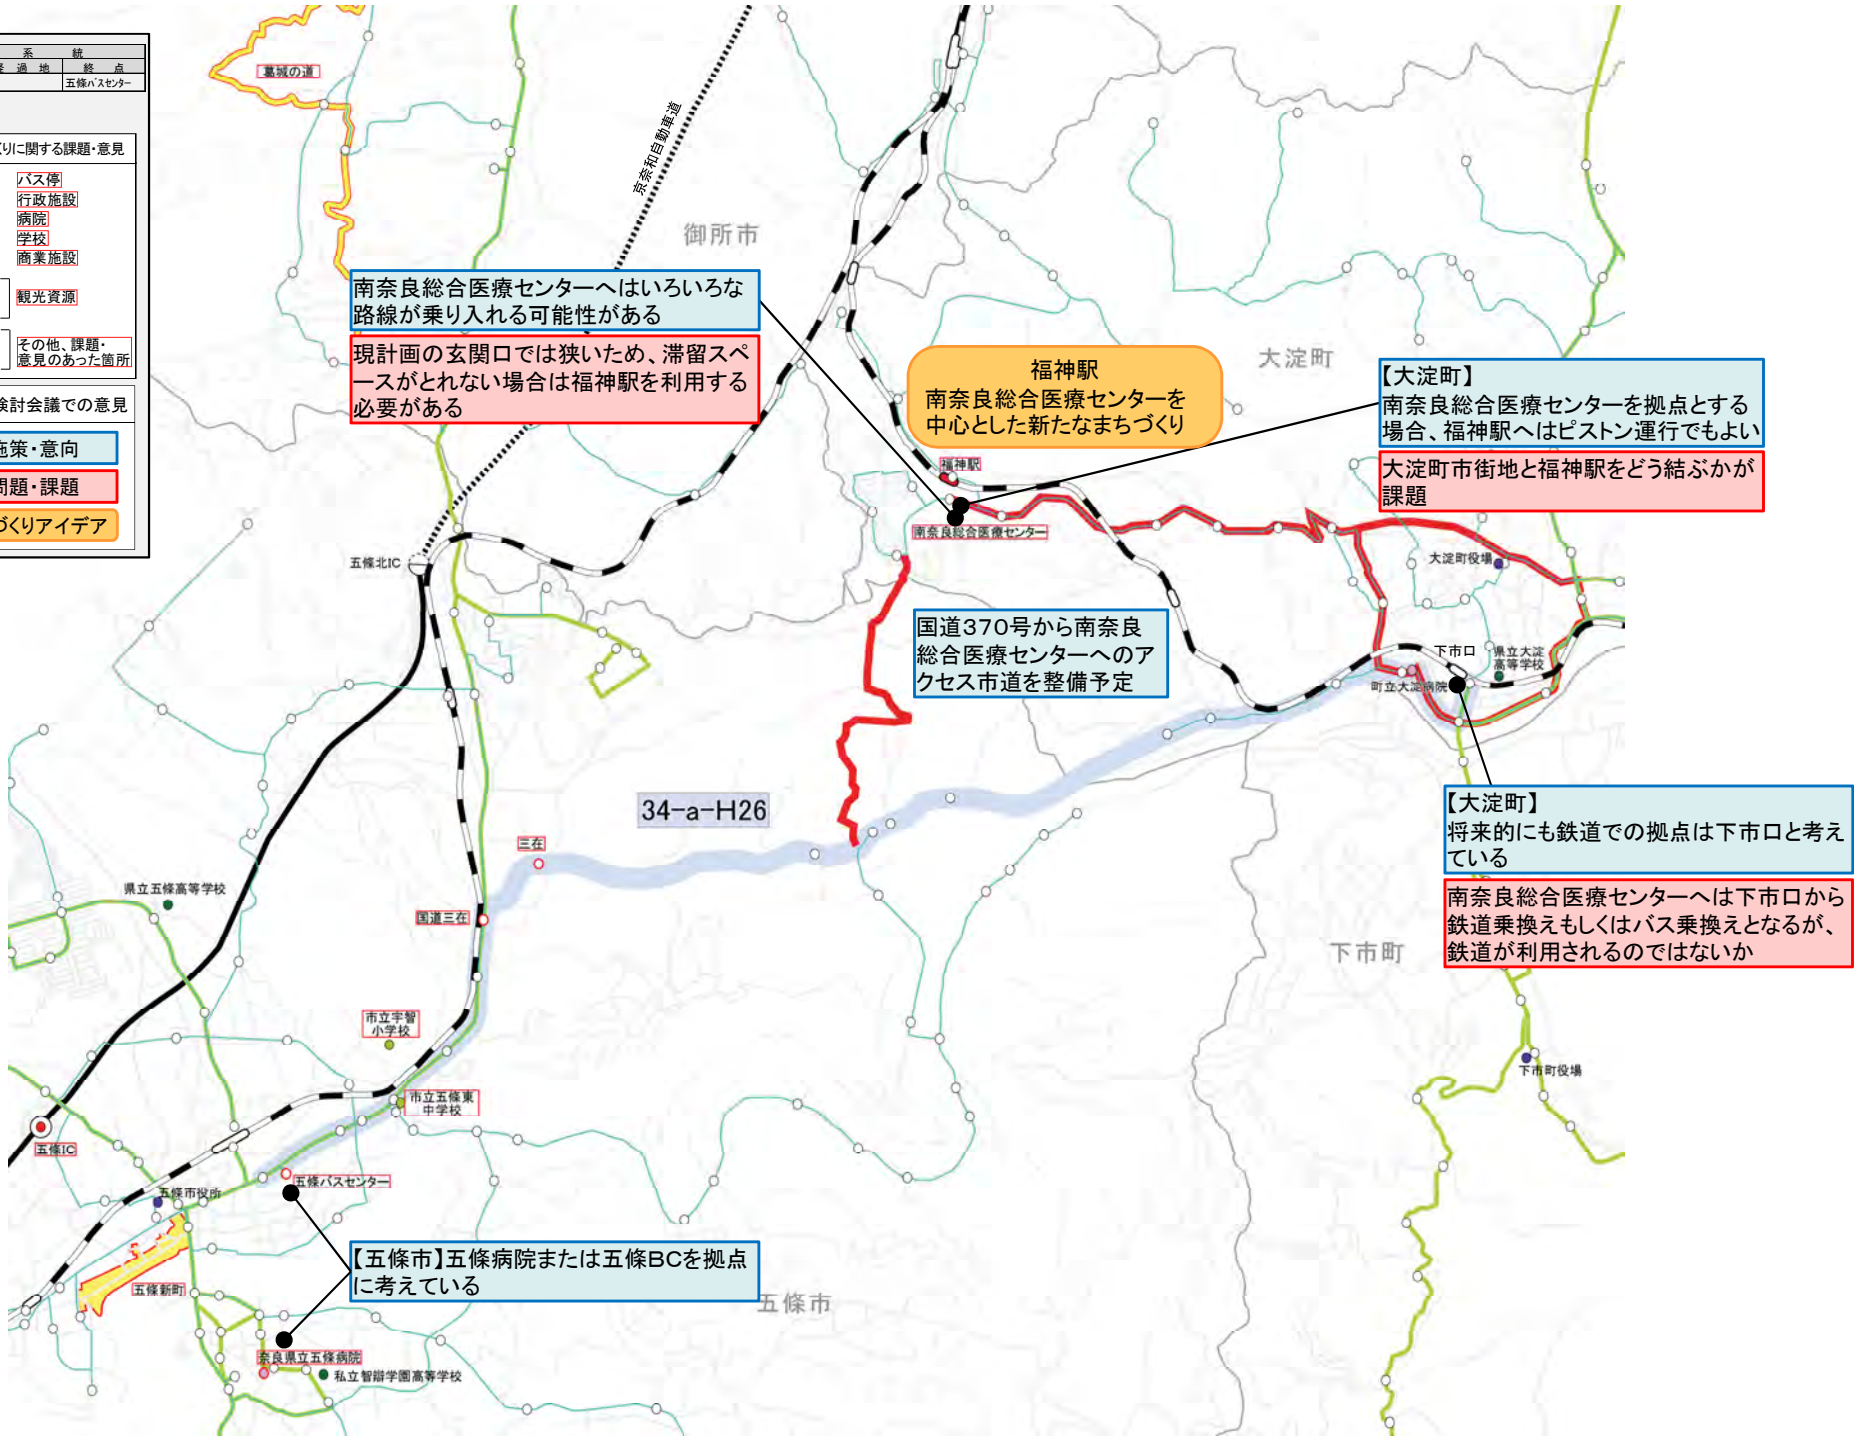 系 統
過 地 終 点
五條バスセンター
りに関する課題・意見
バス停
行政施設
病院
学校
商業施設
観光資源
その他、課題・
意見のあった箇所
検討会議での意見
施策・意向
問題・課題
づくりアイデア
葛城の道
京奈和自動車道
御所市
南奈良総合医療センターへはいろいろな
路線が乗り入れる可能性がある
現計画の玄関口では狭いため、滞留スペ
ースがとれない場合は福神駅を利用する
必要がある
福神駅
南奈良総合医療センターを
中心とした新たなまちづくり
大淀町
【大淀町】
南奈良総合医療センターを拠点とする
場合、福神駅へはピストン運行でもよい
大淀町市街地と福神駅をどう結ぶかが
課題
福神駅
南奈良総合医療センター
五條北IC
大淀町役場
国道370号から南奈良
総合医療センターへのア
クセス市道を整備予定
下市口
県立大淀
高等学校
町立大淀病院
34-a-H26
【大淀町】
将来的にも鉄道での拠点は下市口と考え
ている
南奈良総合医療センターへは下市口から
鉄道乗換えもしくはバス乗換えとなるが、
鉄道が利用されるのではないか
三在
県立五條高等学校
国道三在
下市町
市立宇智
小学校
下市町役場
市立五條東
中学校
五條IC
五條バスセンター
五條市役所
【五條市】五條病院または五條BCを拠点
に考えている
五條新町
五條市
奈良県立五條病院
私立智辯学園高等学校